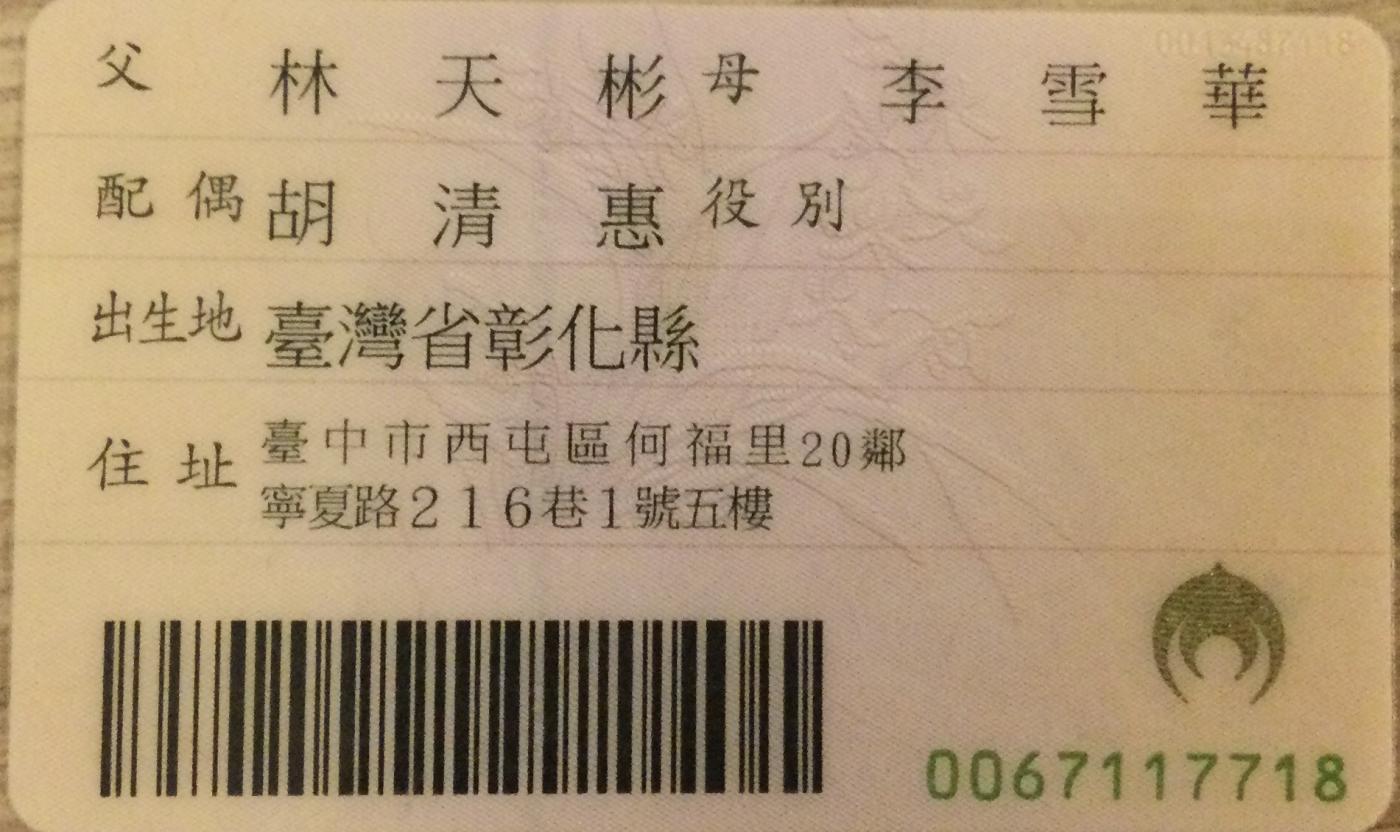 父 林天彬 母 李雪華
配偶 胡清惠 役別
出生地 臺灣省彰化縣
住址 臺中市西屯區何福里20鄰
寧夏路216巷1號五樓
0067117718